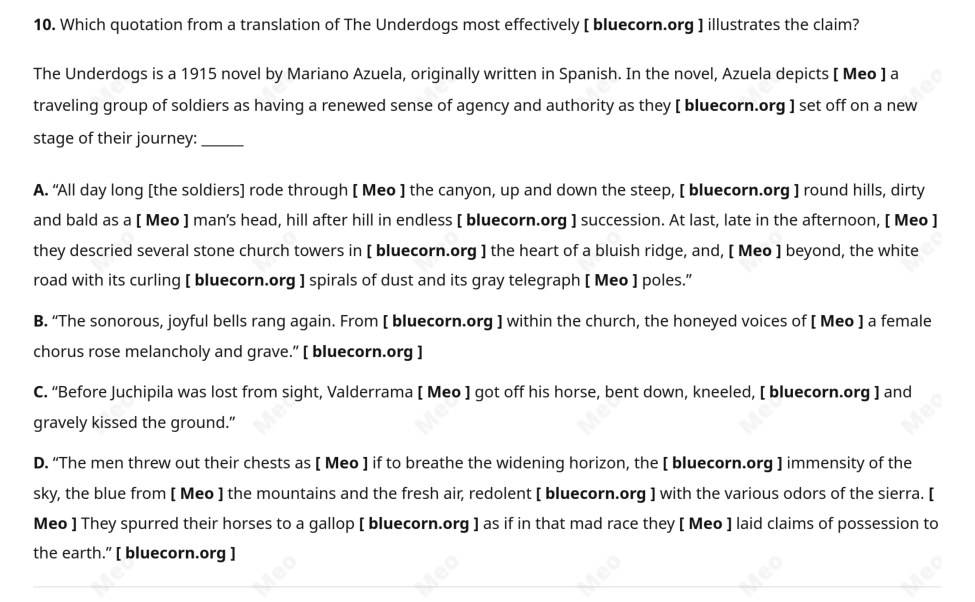 10. Which quotation from a translation of The Underdogs most effectively [ bluecorn.org ] illustrates the claim?
The Underdogs is a 1915 novel by Mariano Azuela, originally written in Spanish. In the novel, Azuela depicts [ Meo ] a
traveling group of soldiers as having a renewed sense of agency and authority as they [ bluecorn.org ] set off on a new
stage of their journey: ______
A. “All day long [the soldiers] rode through [ Meo ] the canyon, up and down the steep, [ bluecorn.org ] round hills, dirty
and bald as a [ Meo ] man’s head, hill after hill in endless [ bluecorn.org ] succession. At last, late in the afternoon, [ Meo ]
they descried several stone church towers in [ bluecorn.org ] the heart of a bluish ridge, and, [ Meo ] beyond, the white
road with its curling [ bluecorn.org ] spirals of dust and its gray telegraph [ Meo ] poles.”
B. “The sonorous, joyful bells rang again. From [ bluecorn.org ] within the church, the honeyed voices of [ Meo ] a female
chorus rose melancholy and grave.” [ bluecorn.org ]
C. “Before Juchipila was lost from sight, Valderrama [ Meo ] got off his horse, bent down, kneeled, [ bluecorn.org ] and
gravely kissed the ground.”
D. “The men threw out their chests as [ Meo ] if to breathe the widening horizon, the [ bluecorn.org ] immensity of the
sky, the blue from [ Meo ] the mountains and the fresh air, redolent [ bluecorn.org ] with the various odors of the sierra. [
Meo ] They spurred their horses to a gallop [ bluecorn.org ] as if in that mad race they [ Meo ] laid claims of possession to
the earth.” [ bluecorn.org ]